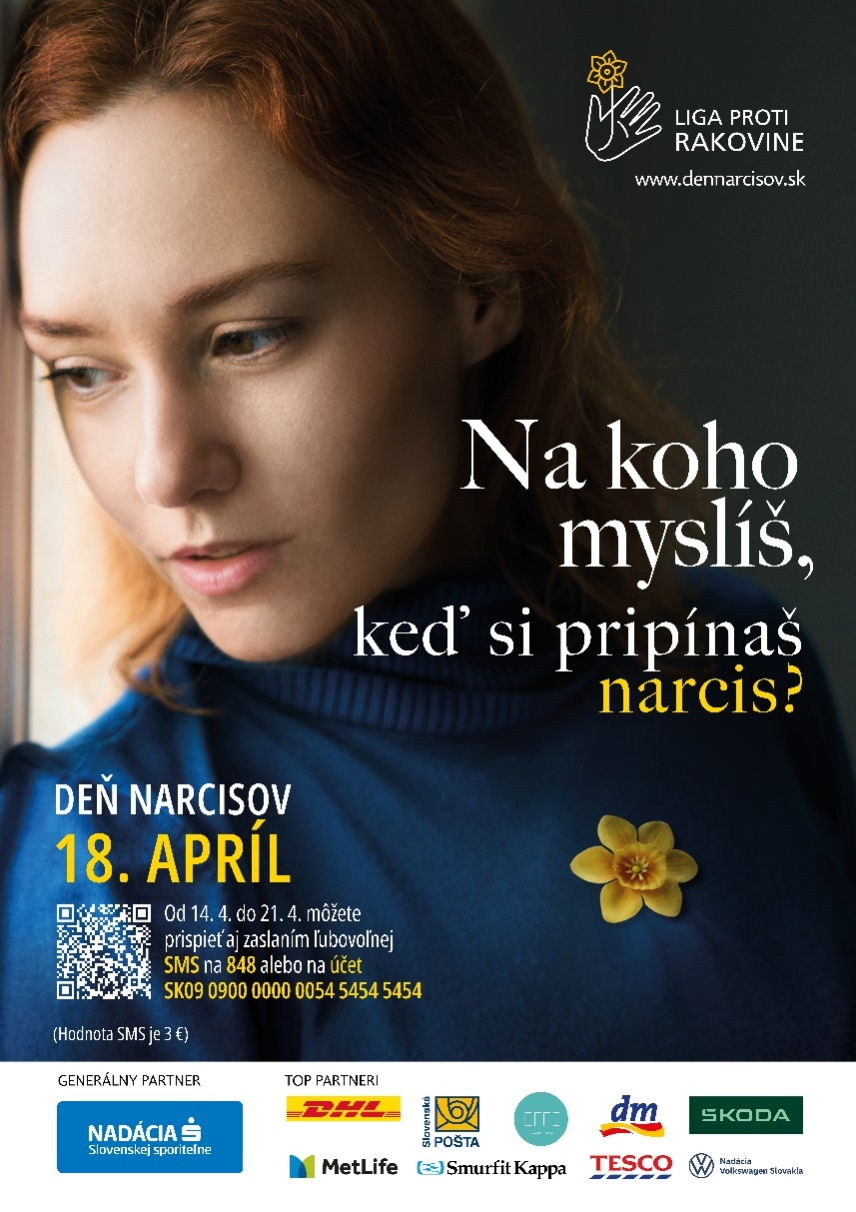 LIGA PROTI
RAKOVINE
www.dennarcisov.sk
Na koho
myslíš,
keď si pripínaš
narcis?
DEŇ NARCISOV
18. APRÍL
Od 14. 4. do 21. 4. môžete
prispieť aj zaslaním ľubovoľnej
SMS na 848 alebo na účet
SK09 0900 0000 0054 5454 5454
(Hodnota SMS je 3 €)
GENERÁLNY PARTNER
TOP PARTNERI
NADÁCIA
Slovenskej sporiteľne
DHL
Slovenská
POŠTA
dm
ŠKODA
MetLife
Smurfit Kappa
TESCO
Nadácia
Volkswagen Slovakia